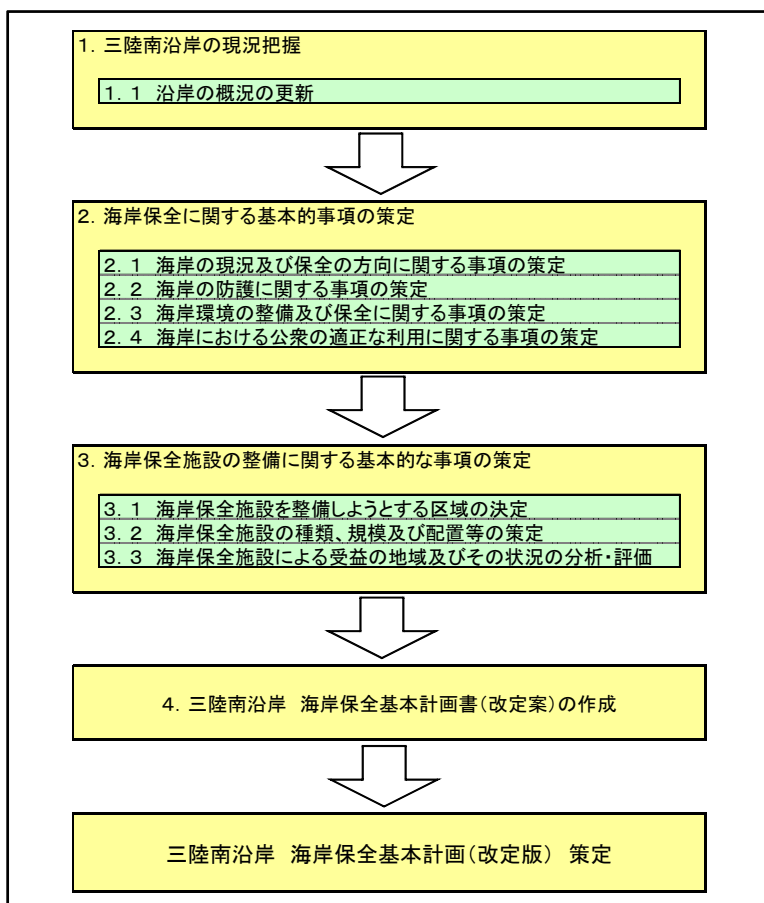 1．三陸南沿岸の現況把握
1．1 沿岸の概況の更新
2．海岸保全に関する基本的事項の策定
2．1 海岸の現況及び保全の方向に関する事項の策定
2．2 海岸の防護に関する事項の策定
2．3 海岸環境の整備及び保全に関する事項の策定
2．4 海岸における公衆の適正な利用に関する事項の策定
3．海岸保全施設の整備に関する基本的な事項の策定
3．1 海岸保全施設を整備しようとする区域の決定
3．2 海岸保全施設の種類、規模及び配置等の策定
3．3 海岸保全施設による受益の地域及びその状況の分析・評価
4．三陸南沿岸 海岸保全基本計画書（改定案）の作成
三陸南沿岸 海岸保全基本計画（改定版） 策定